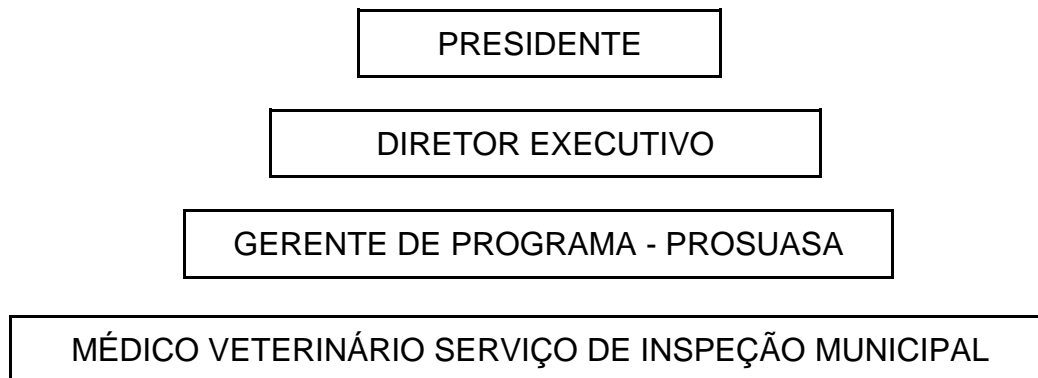 PRESIDENTE
DIRETOR EXECUTIVO
GERENTE DE PROGRAMA - PROSUASA
MÉDICO VETERINÁRIO SERVIÇO DE INSPEÇÃO MUNICIPAL